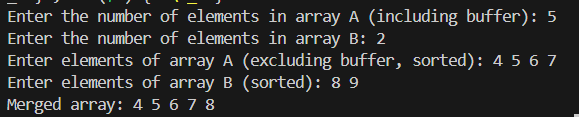 Enter the number of elements in array A (including buffer): 5
Enter the number of elements in array B: 2
Enter elements of array A (excluding buffer, sorted): 4 5 6 7
Enter elements of array B (sorted): 8 9
Merged array: 4 5 6 7 8